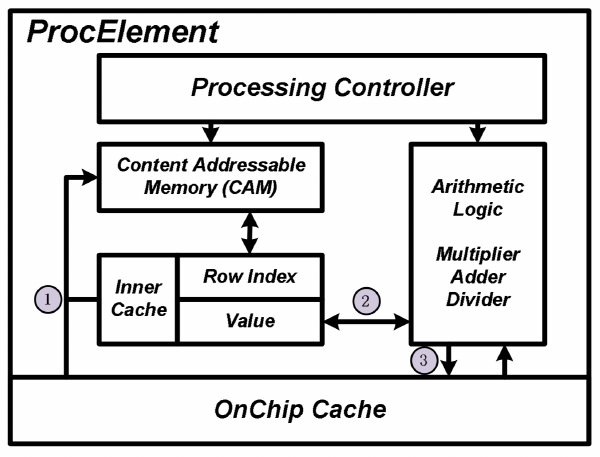 ProcElement
Processing Controller
Content Addressable
Memory (CAM)
Arithmetic
Logic
Multiplier
Adder
Divider
Inner
Cache
Row Index
Value
1
2
3
OnChip Cache